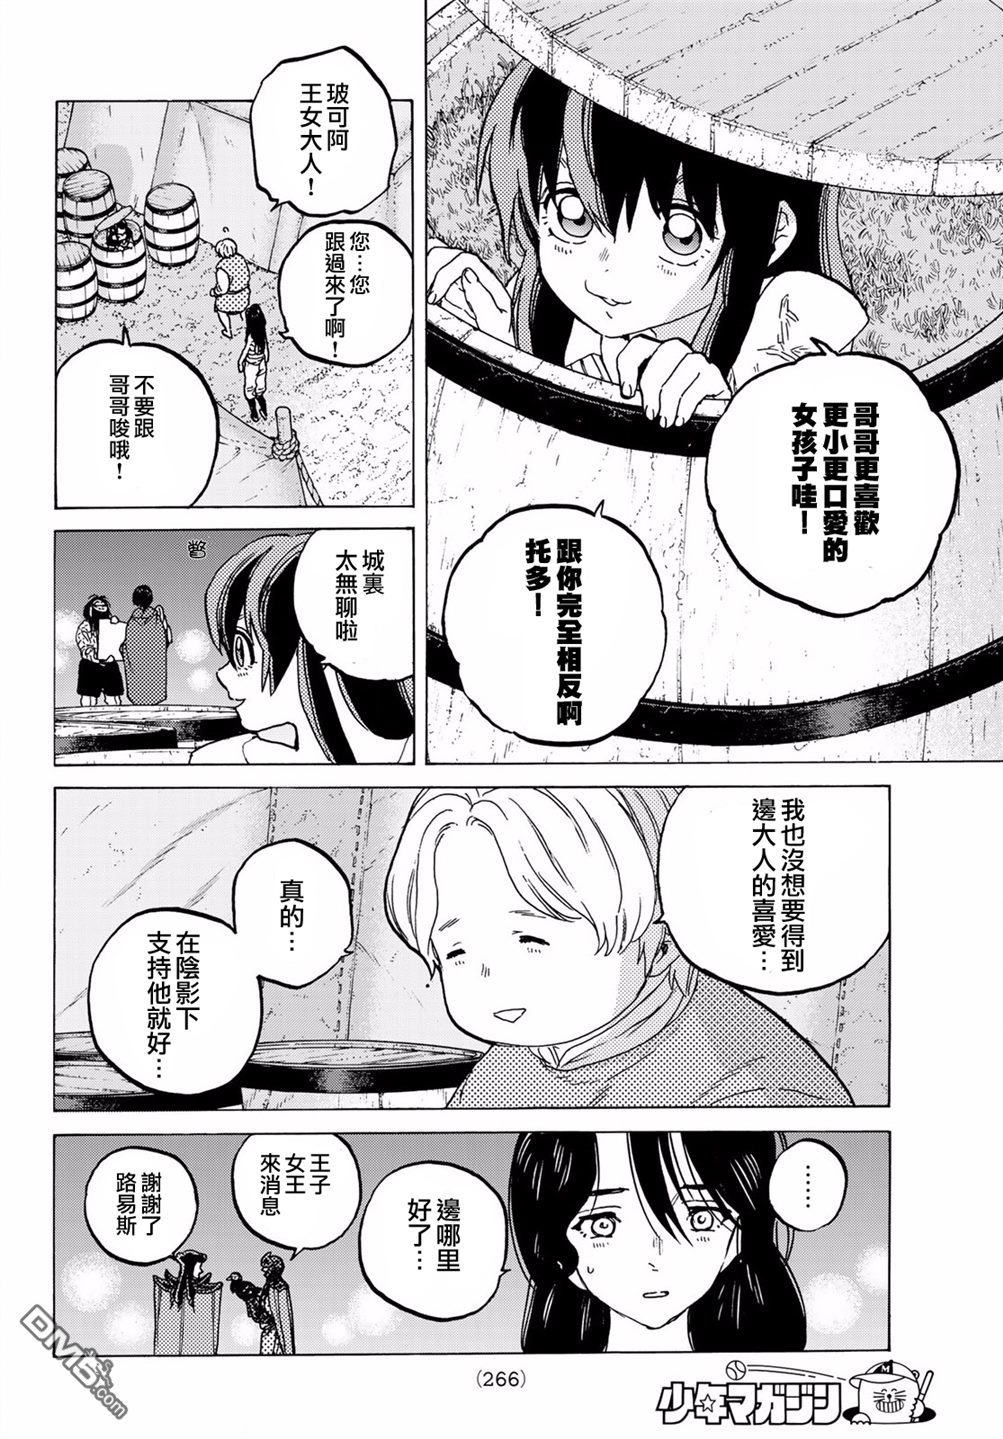 哥哥更喜歡
更小更口愛的
女孩子哇！
跟你完全相反啊
托多！
玻可阿
王女大人！
您…您
跟過來了啊！
不要跟
哥哥唆哦！
城裏
太無聊啦
瞥
我也沒想要得到
邊大人的喜愛…
真的…
在陰影下
支持他就好…
……
邊哪里
好了…
王子
女王
來消息
謝謝了
路易斯
(266)
少年マガジン
DM5.com